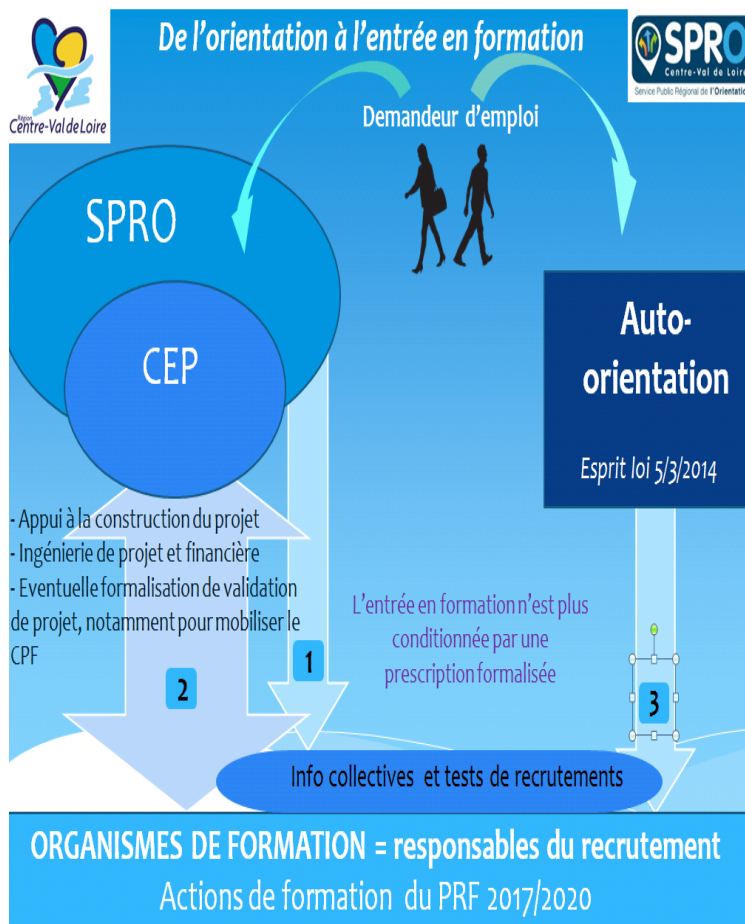 De l'orientation à l'entrée en formation
Région
Centre-Val de Loire
SPRO
Centre-Val de Loire
Service Public Régional de l'Orientation
Demandeur d'emploi
SPRO
CEP
Auto-
orientation
Esprit loi 5/3/2014
- Appui à la construction du projet
- Ingénierie de projet et financière
- Eventuelle formalisation de validation
de projet, notamment pour mobiliser le
CPF
L'entrée en formation n'est plus
conditionnée par une
prescription formalisée
1
2
3
Info collectives et tests de recrutements
ORGANISMES DE FORMATION = responsables du recrutement
Actions de formation du PRF 2017/2020